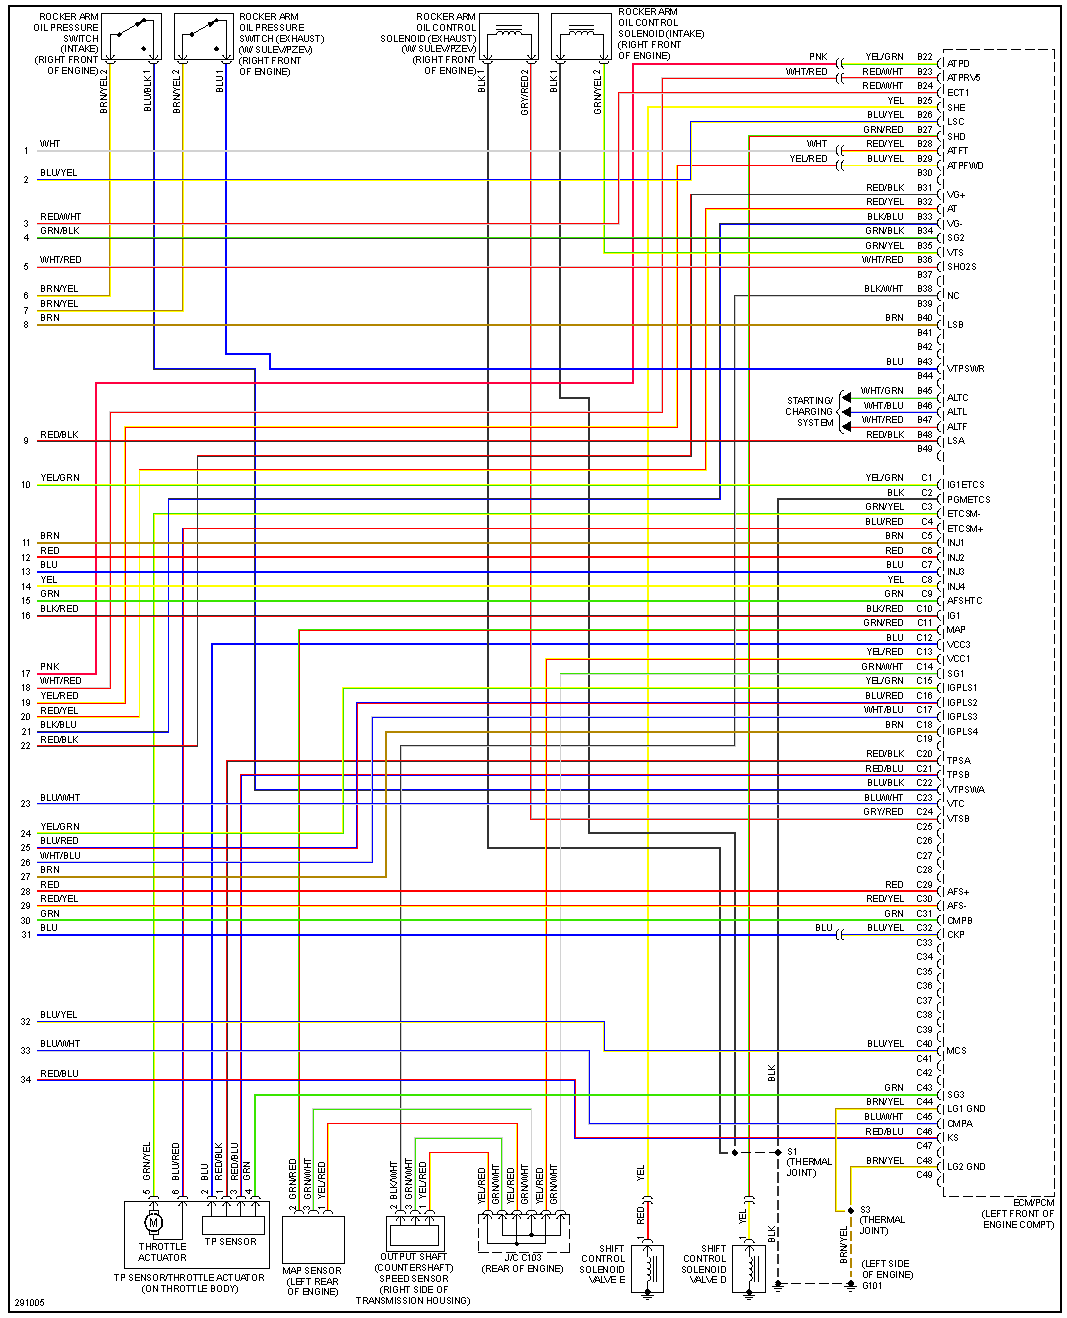 ROCKER ARM
OIL PRESSURE
SWITCH
(INTAKE)
(RIGHT FRONT
OF ENGINE)
ROCKER ARM
OIL PRESSURE
SWITCH (EXHAUST)
(W/ SULEV/PZEV)
(RIGHT FRONT
OF ENGINE)
ROCKER ARM
OIL CONTROL
SOLENOID (EXHAUST)
(W/ SULEV/PZEV)
(RIGHT FRONT
OF ENGINE)
ROCKER ARM
OIL CONTROL
SOLENOID (INTAKE)
(RIGHT FRONT
OF ENGINE)
BRN/YEL 2
BLU/BLK 1
BRN/YEL 2
BLU 1
BLK 1
GRY/RED 2
BLK 1
GRN/YEL 2
PNK YEL/GRN B22 ATPD
WHT/RED RED/WHT B23 ATPRVS
RED/WHT B24 ECT1
YEL B25 SHE
BLU/YEL B26 LSC
GRN/RED B27 SHD
1 WHT WHT RED/YEL B28 ATFT
YEL/RED BLU/YEL B29 ATPFWD
2 BLU/YEL B30
RED/BLK B31 VG+
RED/YEL B32 AT
3 RED/WHT BLK/BLU B33 VG-
4 GRN/BLK GRN/BLK B34 SG2
GRN/YEL B35 VTS
5 WHT/RED WHT/RED B36 SHO2S
B37
6 BRN/YEL BLK/WHT B38 NC
7 BRN/YEL B39
8 BRN BRN B40 LSB
B41
B42
BLU B43 VTPSWR
B44
STARTING/
CHARGING
SYSTEM
WHT/GRN B45 ALTC
WHT/BLU B46 ALTL
WHT/RED B47 ALTF
9 RED/BLK RED/BLK B48 LSA
B49
10 YEL/GRN YEL/GRN C1 IG1ETCS
BLK C2 PGMETCS
GRN/YEL C3 ETCSM-
BLU/RED C4 ETCSM+
11 BRN BRN C5 INJ1
12 RED RED C6 INJ2
13 BLU BLU C7 INJ3
14 YEL YEL C8 INJ4
15 GRN GRN C9 AFSHTC
16 BLK/RED BLK/RED C10 IG1
GRN/RED C11 MAP
BLU C12 VCC3
YEL/RED C13 VCC1
17 PNK GRN/WHT C14 SG1
18 WHT/RED YEL/GRN C15 IGPLS1
19 YEL/RED BLU/RED C16 IGPLS2
20 RED/YEL WHT/BLU C17 IGPLS3
21 BLK/BLU BRN C18 IGPLS4
22 RED/BLK C19
RED/BLK C20 TPSA
RED/BLU C21 TPSB
BLU/BLK C22 VTPSWA
23 BLU/WHT BLU/WHT C23 VTC
GRY/RED C24 VTSB
24 YEL/GRN C25
25 BLU/RED C26
26 WHT/BLU C27
27 BRN C28
28 RED RED C29 AFS+
29 RED/YEL RED/YEL C30 AFS-
30 GRN GRN C31 CMPB
31 BLU BLU BLU/YEL C32 CKP
C33
C34
C35
C36
C37
C38
32 BLU/YEL C39
33 BLU/WHT BLU/YEL C40 MCS
C41
34 RED/BLU BLK C42
GRN C43 SG3
BRN/YEL C44 LG1 GND
BLU/WHT C45 CMPA
RED/BLU C46 KS
C47
BRN/YEL C48 LG2 GND
C49
S1
(THERMAL
JOINT)
ECM/PCM
(LEFT FRONT OF
ENGINE COMPT)
S3
(THERMAL
JOINT)
5 GRN/YEL
6 BLU/RED
2 BLU
1 RED/BLK
3 RED/BLU
4 GRN
2 GRN/RED
3 GRN/WHT
1 YEL/RED
2 BLK/WHT
3 GRN/WHT
1 YEL/RED
YEL/RED
GRN/WHT
YEL/RED
GRN/WHT
YEL/RED
GRN/WHT
YEL
RED
1
YEL
1
BLK
BRN/YEL
M
THROTTLE
ACTUATOR
TP SENSOR
TP SENSOR/THROTTLE ACTUATOR
(ON THROTTLE BODY)
MAP SENSOR
(LEFT REAR
OF ENGINE)
OUTPUT SHAFT
(COUNTERSHAFT)
SPEED SENSOR
(RIGHT SIDE OF
TRANSMISSION HOUSING)
J/C C103
(REAR OF ENGINE)
SHIFT
CONTROL
SOLENOID
VALVE E
SHIFT
CONTROL
SOLENOID
VALVE D
(LEFT SIDE
OF ENGINE)
G101
291005